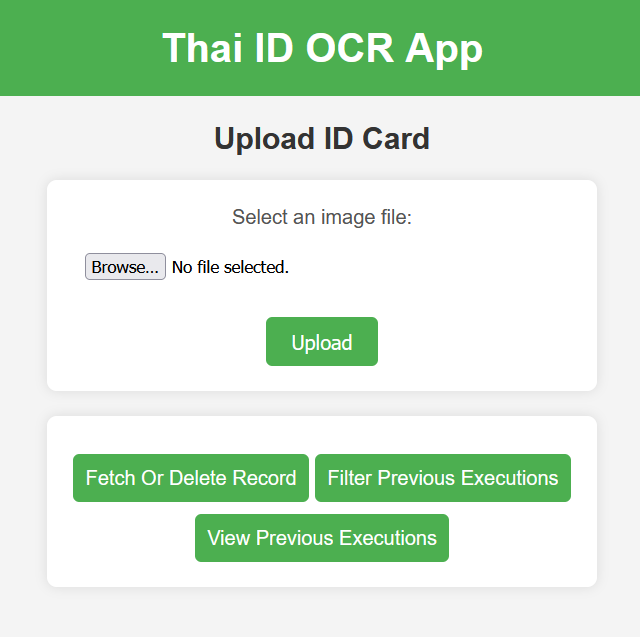 Thai ID OCR App
Upload ID Card
Select an image file:
Browse... No file selected.
Upload
Fetch Or Delete Record Filter Previous Executions
View Previous Executions